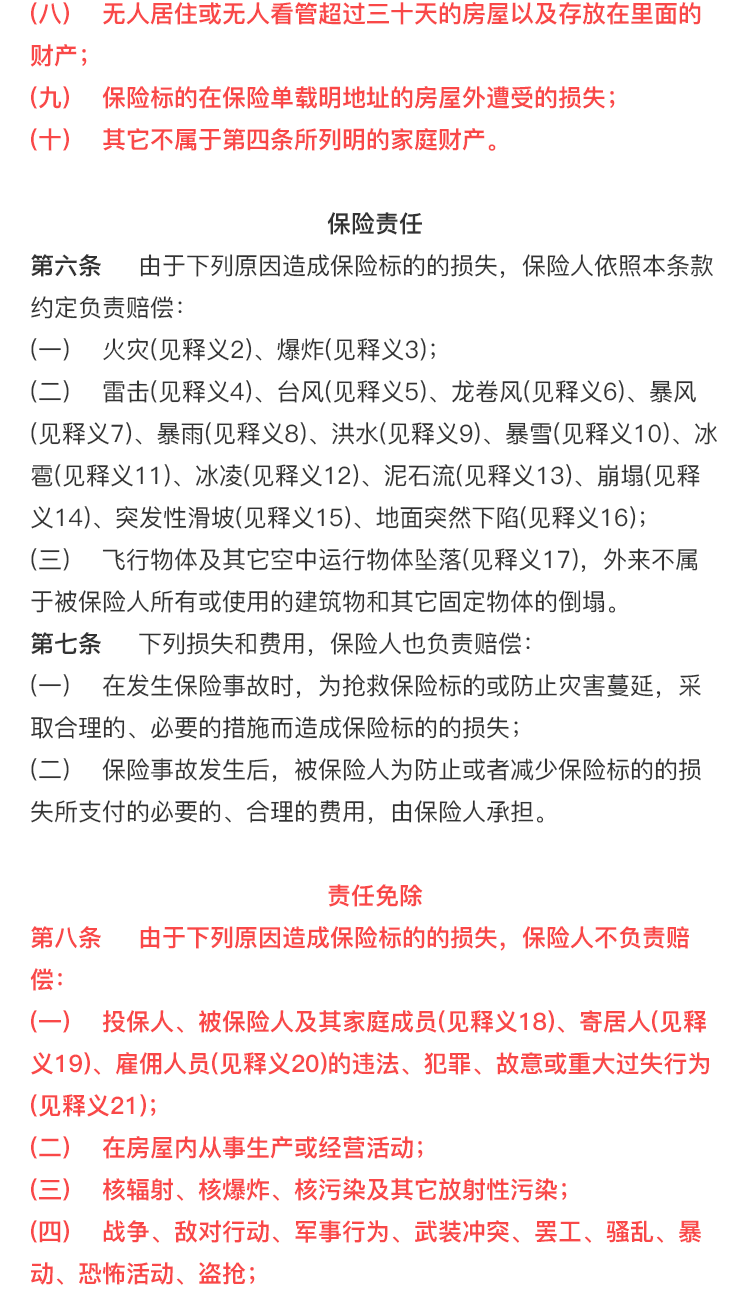 (八)　无人居住或无人看管超过三十天的房屋以及存放在里面的
财产；
(九)　保险标的在保险单载明地址的房屋外遭受的损失；
(十)　其它不属于第四条所列明的家庭财产。
保险责任
第六条　由于下列原因造成保险标的的损失，保险人依照本条款
约定负责赔偿：
(一)　火灾(见释义2)、爆炸(见释义3)；
(二)　雷击(见释义4)、台风(见释义5)、龙卷风(见释义6)、暴风
(见释义7)、暴雨(见释义8)、洪水(见释义9)、暴雪(见释义10)、冰
雹(见释义11)、冰凌(见释义12)、泥石流(见释义13)、崩塌(见释
义14)、突发性滑坡(见释义15)、地面突然下陷(见释义16)；
(三)　飞行物体及其它空中运行物体坠落(见释义17)，外来不属
于被保险人所有或使用的建筑物和其它固定物体的倒塌。
第七条　下列损失和费用，保险人也负责赔偿：
(一)　在发生保险事故时，为抢救保险标的或防止灾害蔓延，采
取合理的、必要的措施而造成保险标的的损失；
(二)　保险事故发生后，被保险人为防止或者减少保险标的的损
失所支付的必要的、合理的费用，由保险人承担。
责任免除
第八条　由于下列原因造成保险标的的损失，保险人不负责赔
偿：
(一)　投保人、被保险人及其家庭成员(见释义18)、寄居人(见释
义19)、雇佣人员(见释义20)的违法、犯罪、故意或重大过失行为
(见释义21)；
(二)　在房屋内从事生产或经营活动；
(三)　核辐射、核爆炸、核污染及其它放射性污染；
(四)　战争、敌对行动、军事行为、武装冲突、罢工、骚乱、暴
动、恐怖活动、盗抢；